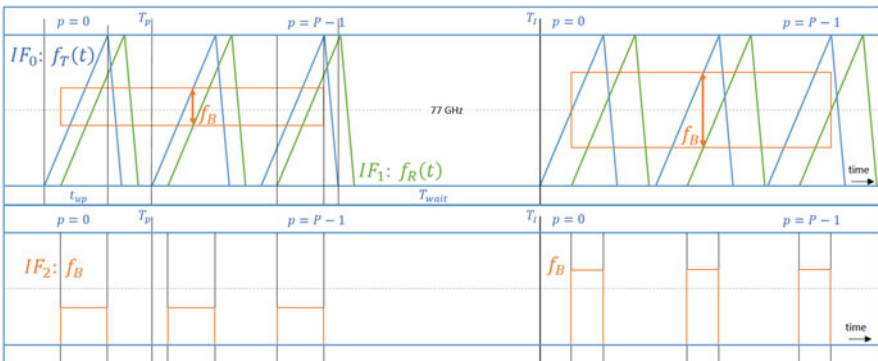 p = 0 T_p p = P − 1 T_I p = 0 p = P − 1
IF_0: f_T(t)
77 GHz
f_B
f_B
IF_1: f_R(t)
time
t_up T_wait
p = 0 T_p p = P − 1 T_I p = 0 p = P − 1
IF_2: f_B
f_B
time